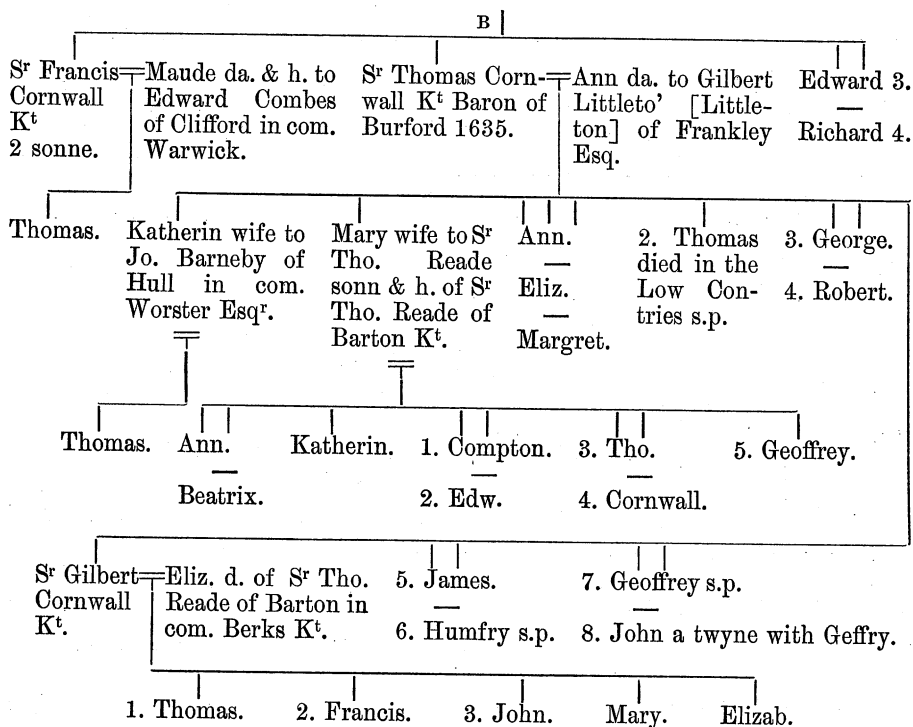 B
Sʳ Francis Cornwall Kᵗ 2 sonne.
Maude da. & h. to Edward Combes of Clifford in com. Warwick.
Sʳ Thomas Corn-
wall Kᵗ Baron of
Burford 1635.
Ann da. to Gilbert
Littleto' [Little-
ton] of Frankley
Esq.
Edward 3.
Richard 4.
Thomas.
Katherin wife to
Jo. Barneby of
Hull in com.
Worster Esqʳ.
Mary wife to Sʳ
Tho. Reade
sonn & h. of Sʳ
Tho. Reade of
Barton Kᵗ.
Ann.
Eliz.
Margret.
2. Thomas
died in the
Low Con-
tries s.p.
3. George.
4. Robert.
Thomas.
Ann.
Beatrix.
Katherin.
1. Compton.
2. Edw.
3. Tho.
4. Cornwall.
5. Geoffrey.
Sʳ Gilbert
Cornwall
Kᵗ.
Eliz. d. of Sʳ Tho.
Reade of Barton in
com. Berks Kᵗ.
5. James.
6. Humfry s.p.
7. Geoffrey s.p.
8. John a twyne with Geffry.
1. Thomas.
2. Francis.
3. John.
Mary.
Elizab.